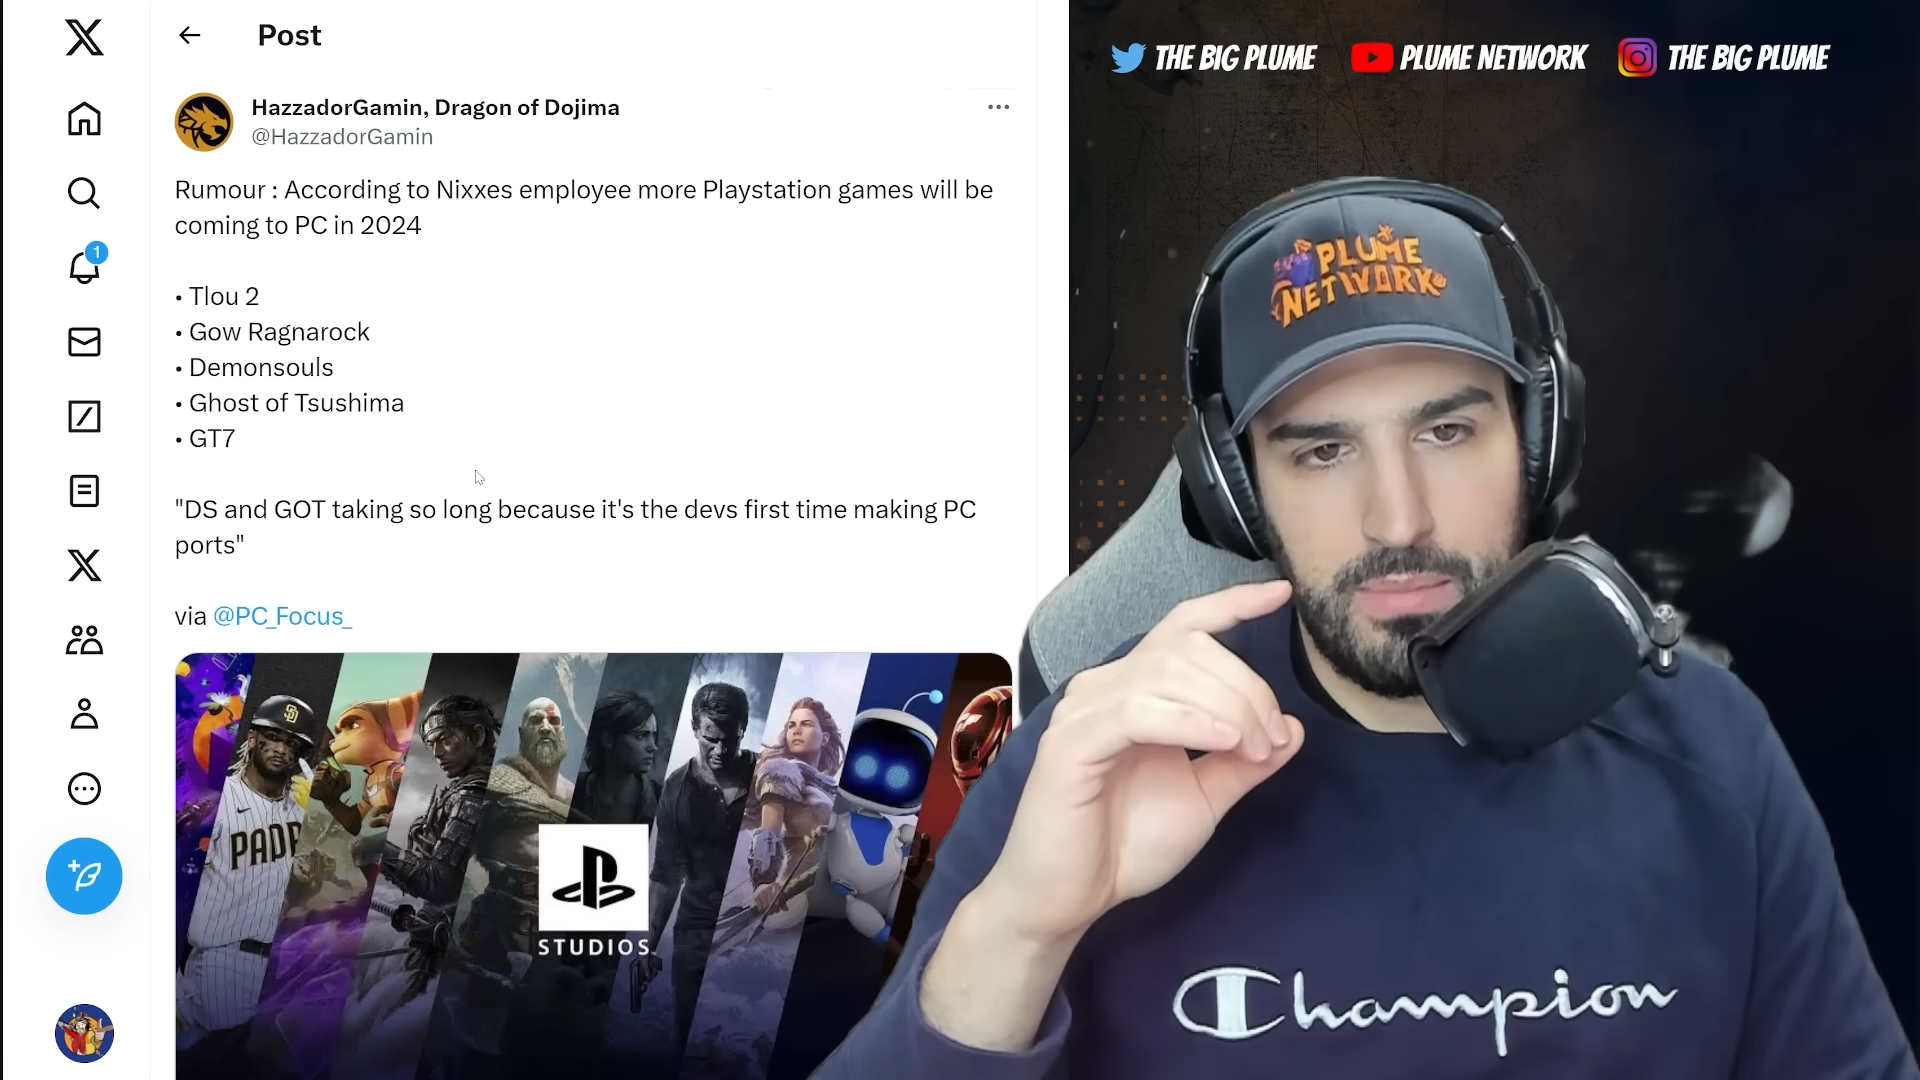 Post
THE BIG PLUME
PLUME NETWORK
THE BIG PLUME
HazzadorGamin, Dragon of Dojima
@HazzadorGamin
1
Rumour : According to Nixxes employee more Playstation games will be
coming to PC in 2024
• Tlou 2
• Gow Ragnarock
• Demonsouls
• Ghost of Tsushima
• GT7
"DS and GOT taking so long because it's the devs first time making PC
ports"
via @PC_Focus_
PADR
STUDIOS
PLUME
NETWORK
Champion